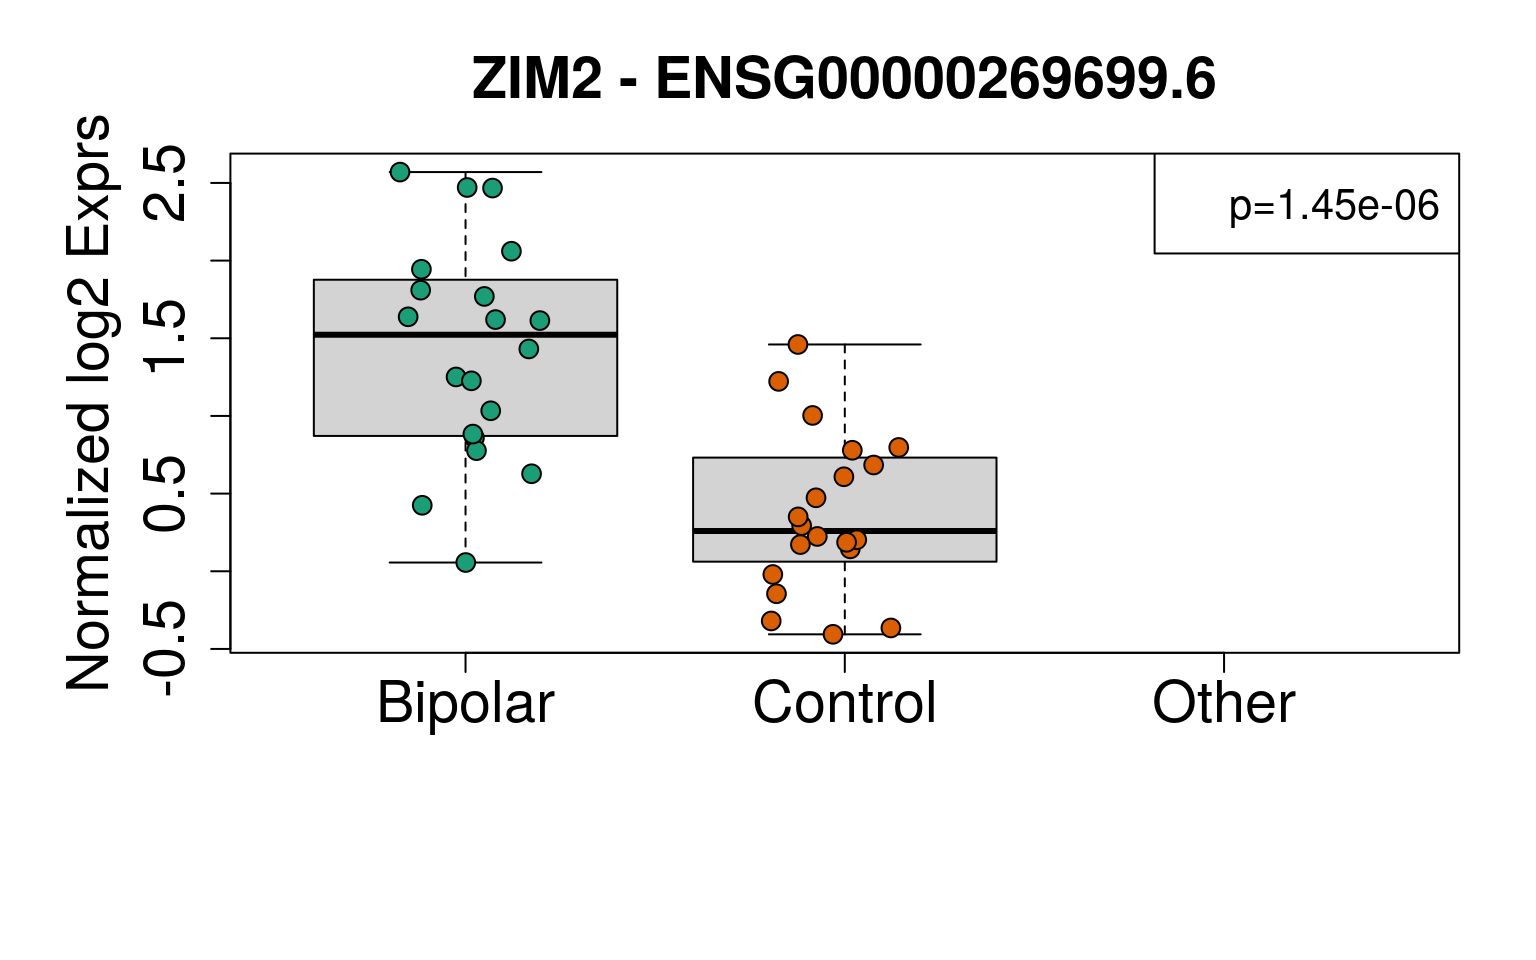 ZIM2 - ENSG00000269699.6
Normalized log2 Exprs
2.5
1.5
0.5
-0.5
p=1.45e-06
Bipolar
Control
Other